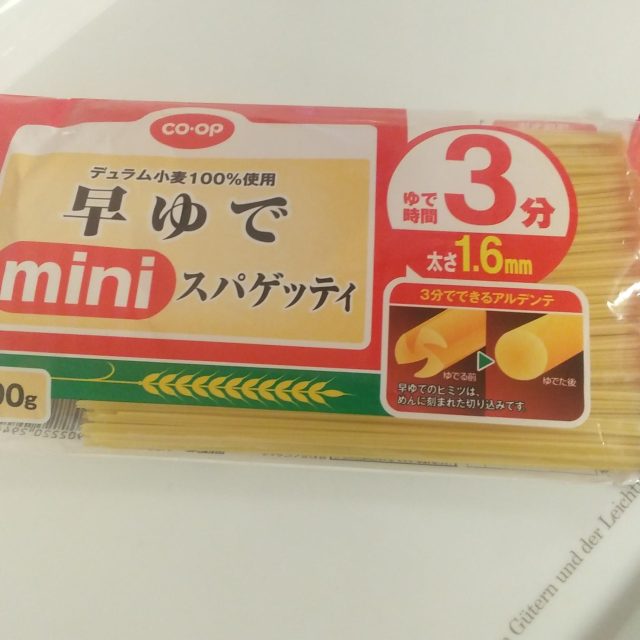 CO·OP
デュラム小麦100%使用
早ゆで
mini スパゲッティ
ゆで時間 3分
太さ 1.6mm
3分でできるアルデンテ
ゆでる前
ゆでた後
早ゆでのヒミツは、
めんに刻まれた切り込みです。
00g
Gütern und der Leicht